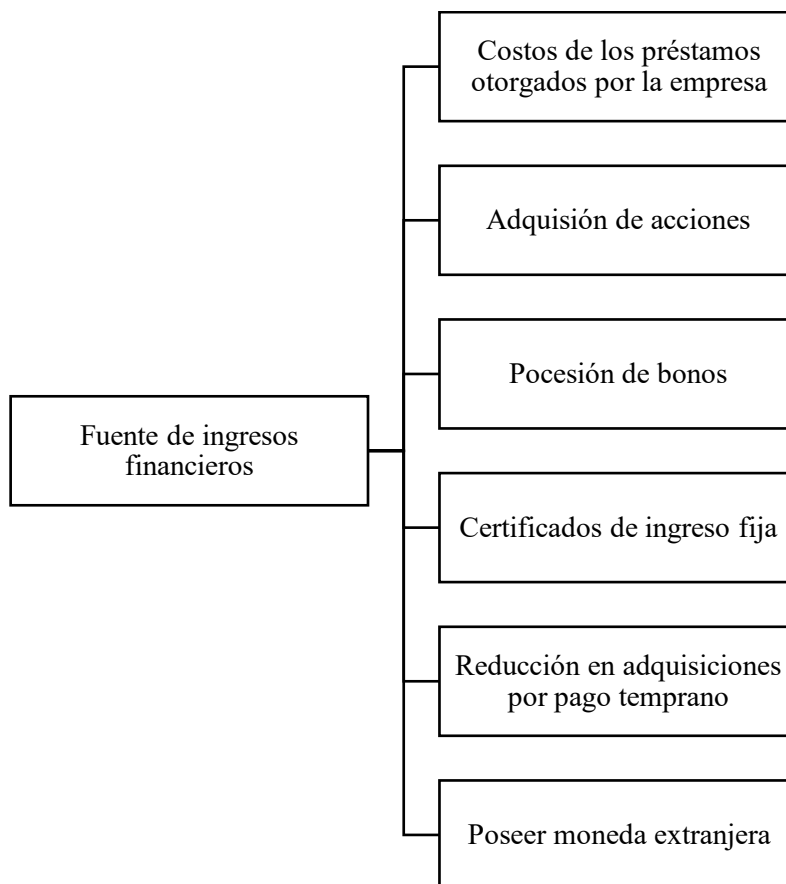 Costos de los préstamos
otorgados por la empresa
Adquisión de acciones
Pocesión de bonos
Fuente de ingresos
financieros
Certificados de ingreso fija
Reducción en adquisiciones
por pago temprano
Poseer moneda extranjera